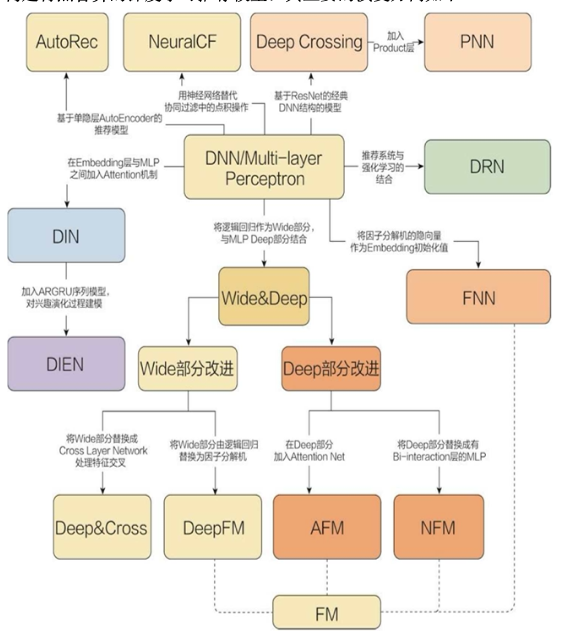 AutoRec
NeuralCF
Deep Crossing
加入
Product层
PNN
用神经网络替代
协同过滤中的点积操作
基于ResNet的经典
DNN结构的模型
基于单隐层AutoEncoder的
推荐模型
DNN/Multi-layer
Perceptron
推荐系统与
强化学习的
结合
DRN
在Embedding层与MLP
之间加入Attention机制
DIN
将逻辑回归作为Wide部分，
与MLP Deep部分结合
将因子分解机的隐向量
作为Embedding初始化值
加入ARGRU序列模型，
对兴趣演化过程建模
Wide&Deep
FNN
DIEN
Wide部分改进
Deep部分改进
将Wide部分替换成
Cross Layer Network
处理特征交叉
将Wide部分由逻辑回归
替换为因子分解机
在Deep部分
加入Attention Net
将Deep部分替换成有
Bi-interaction层的MLP
Deep&Cross
DeepFM
AFM
NFM
FM